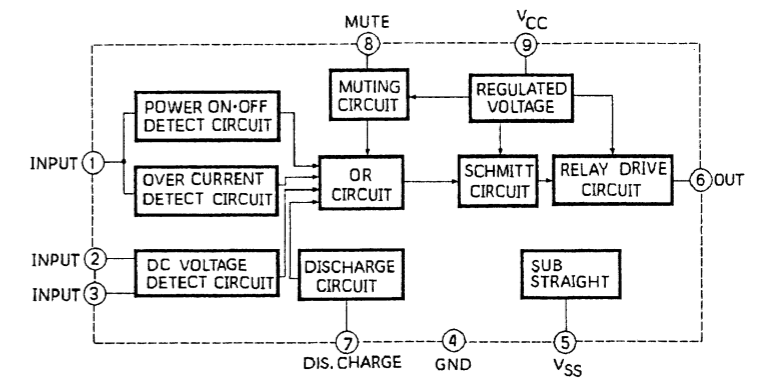 MUTE
VCC
8
9
MUTING
CIRCUIT
REGULATED
VOLTAGE
POWER ON·OFF
DETECT CIRCUIT
INPUT 1
OVER CURRENT
DETECT CIRCUIT
OR
CIRCUIT
SCHMITT
CIRCUIT
RELAY DRIVE
CIRCUIT
6 OUT
INPUT 2
INPUT 3
DC VOLTAGE
DETECT CIRCUIT
DISCHARGE
CIRCUIT
SUB
STRAIGHT
7
4
5
DIS. CHARGE
GND
VSS